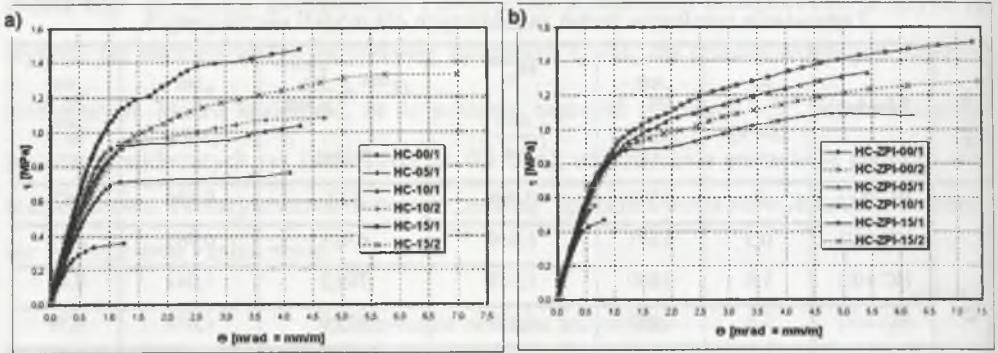 a)
1,6
1,4
1,2
1,0
0,8
0,6
0,4
0,2
0,0
τ [MPa]
0,0 0,5 1,0 1,5 2,0 2,5 3,0 3,5 4,0 4,5 5,0 5,5 6,0 6,5 7,0 7,5
Θ [mrad = mm/m]
HC-00/1
HC-05/1
HC-10/1
HC-10/2
HC-15/1
HC-15/2
b)
1,6
1,4
1,2
1,0
0,8
0,6
0,4
0,2
0,0
τ [MPa]
0,0 0,5 1,0 1,5 2,0 2,5 3,0 3,5 4,0 4,5 5,0 5,5 6,0 6,5 7,0 7,5
Θ [mrad = mm/m]
HC-ZPI-00/1
HC-ZPI-00/2
HC-ZPI-05/1
HC-ZPI-10/1
HC-ZPI-15/1
HC-ZPI-15/2